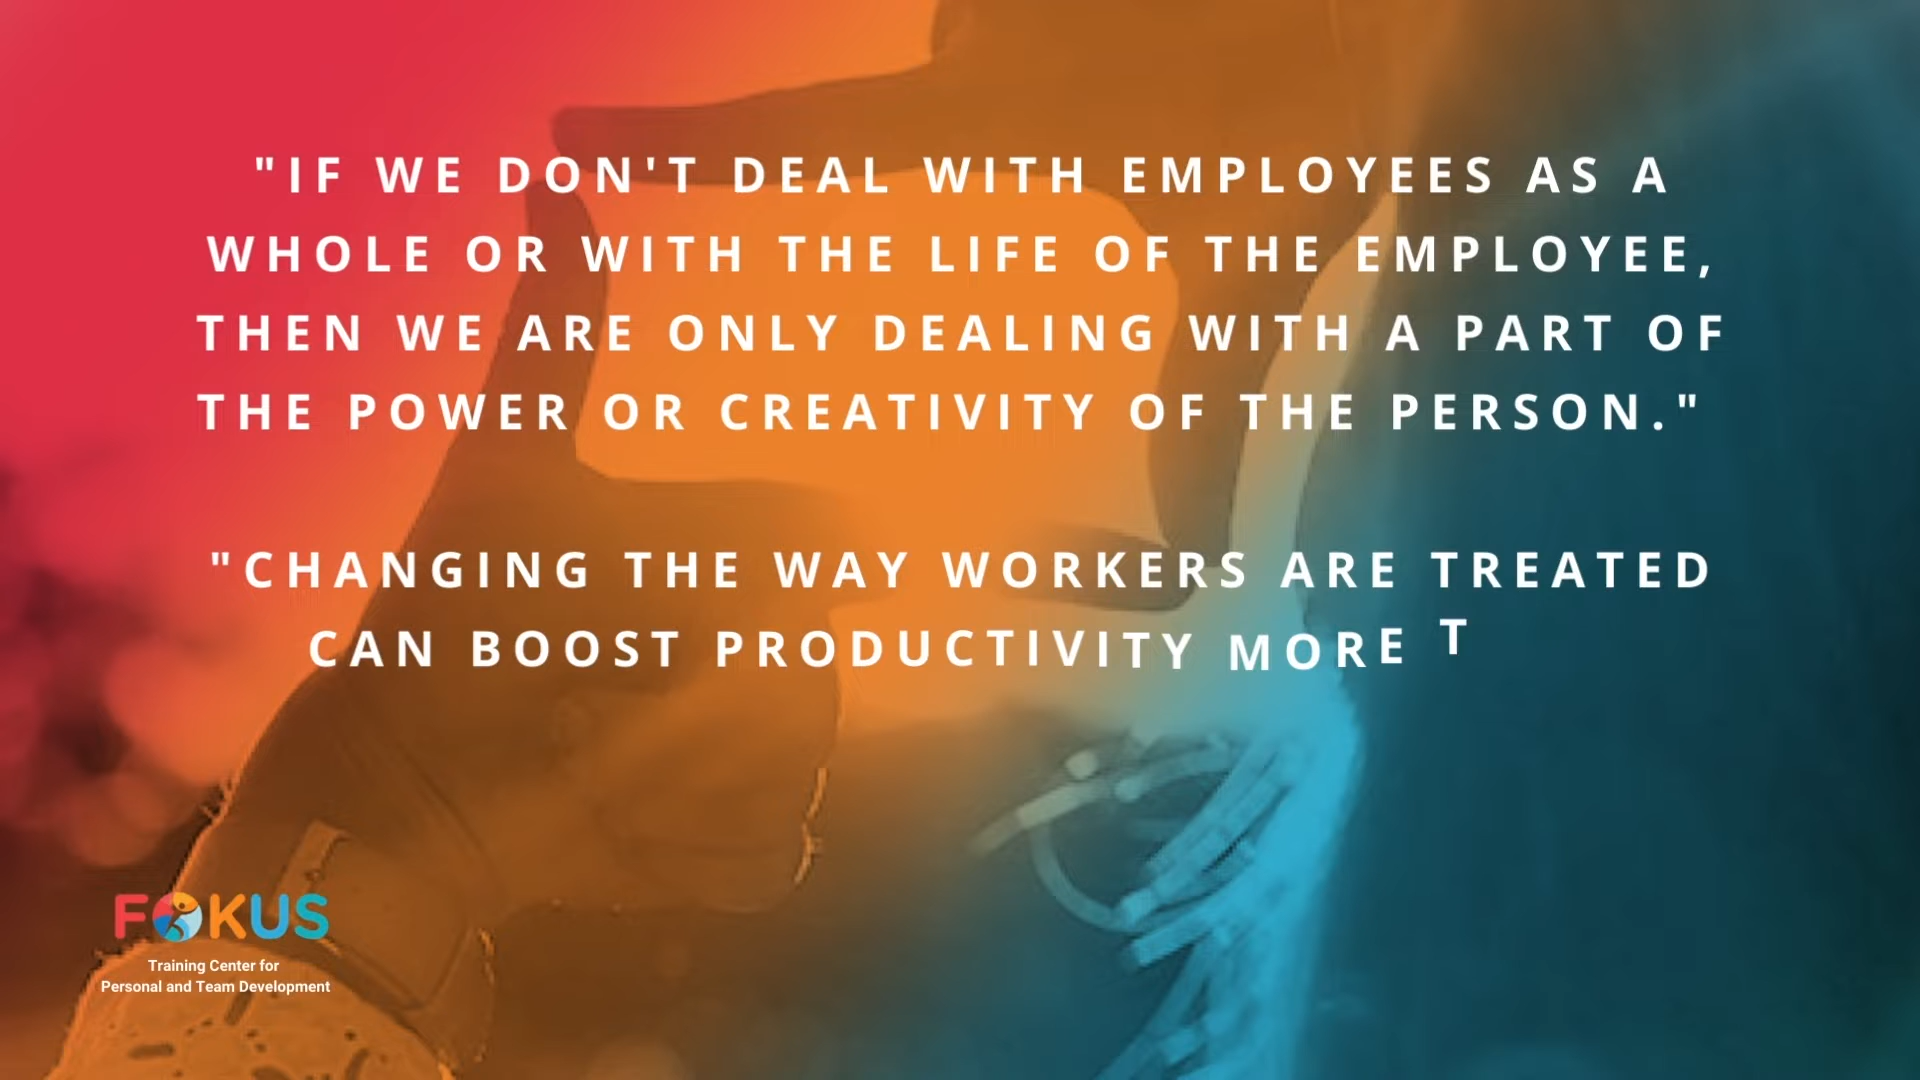 "IF WE DON'T DEAL WITH EMPLOYEES AS A
WHOLE OR WITH THE LIFE OF THE EMPLOYEE,
THEN WE ARE ONLY DEALING WITH A PART OF
THE POWER OR CREATIVITY OF THE PERSON."
"CHANGING THE WAY WORKERS ARE TREATED
CAN BOOST PRODUCTIVITY MORE T
FOKUS
Training Center for
Personal and Team Development